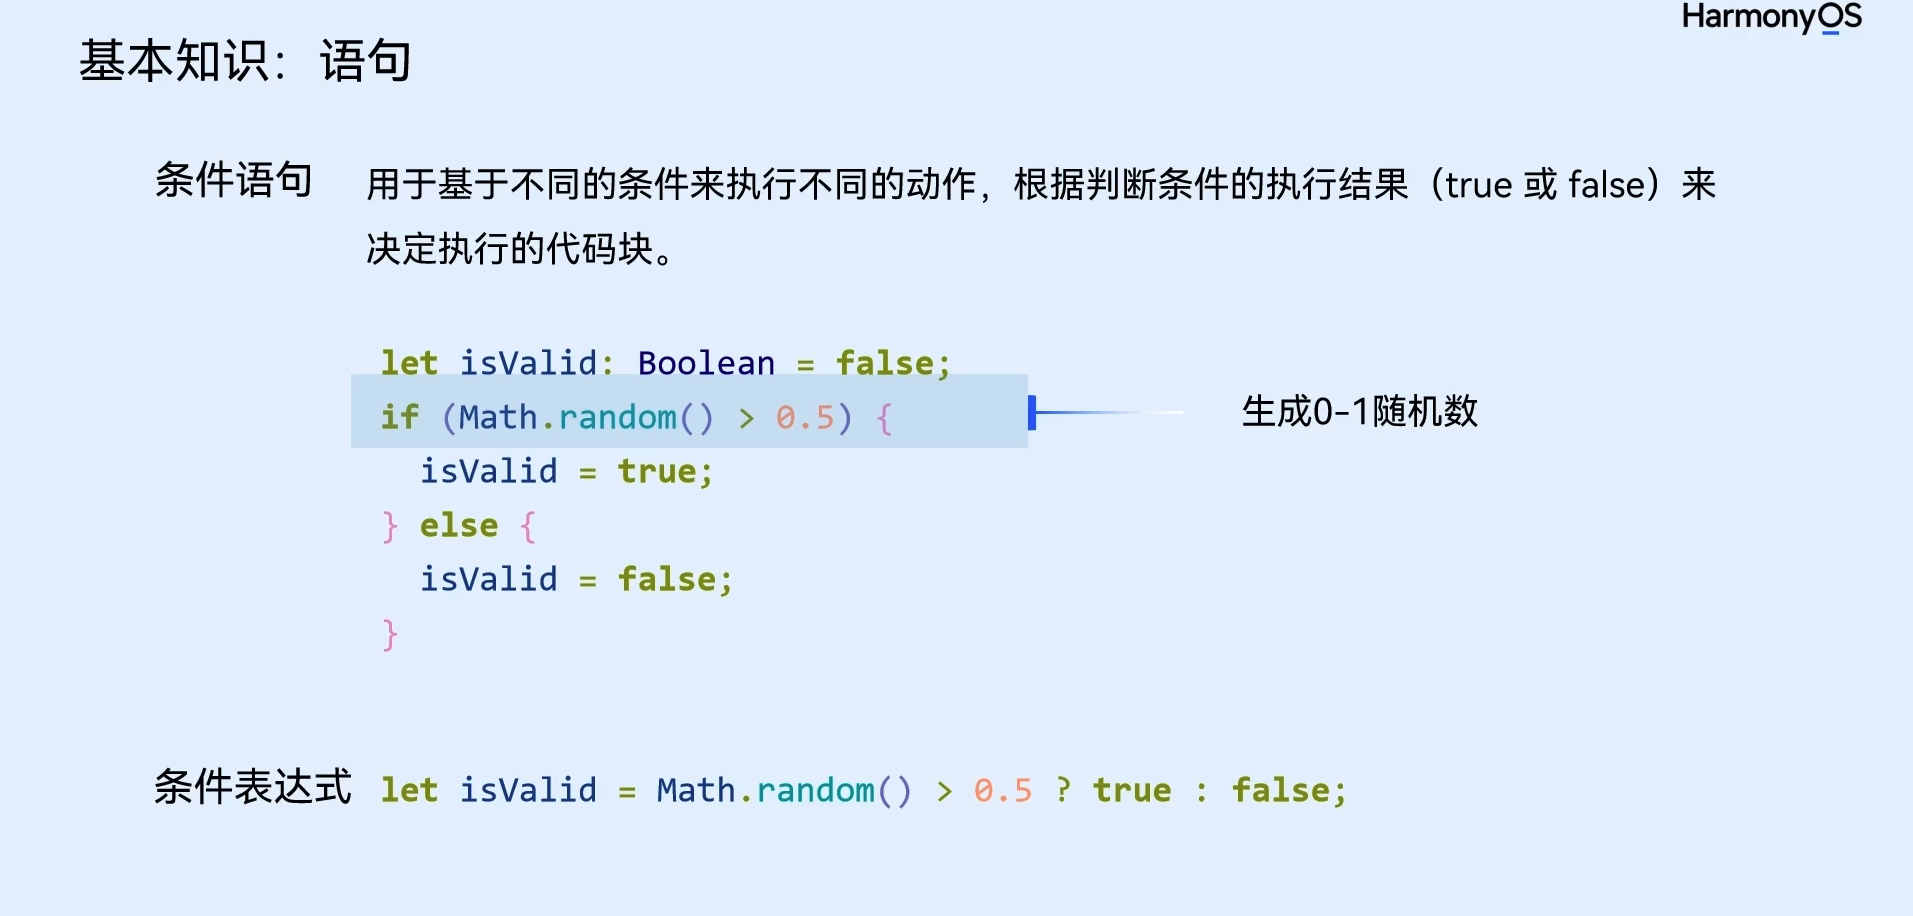 HarmonyOS
基本知识：语句
条件语句
用于基于不同的条件来执行不同的动作，根据判断条件的执行结果（true 或 false）来
决定执行的代码块。
let isValid: Boolean = false;
if (Math.random() > 0.5) {
生成0-1随机数
  isValid = true;
} else {
  isValid = false;
}
条件表达式
let isValid = Math.random() > 0.5 ? true : false;